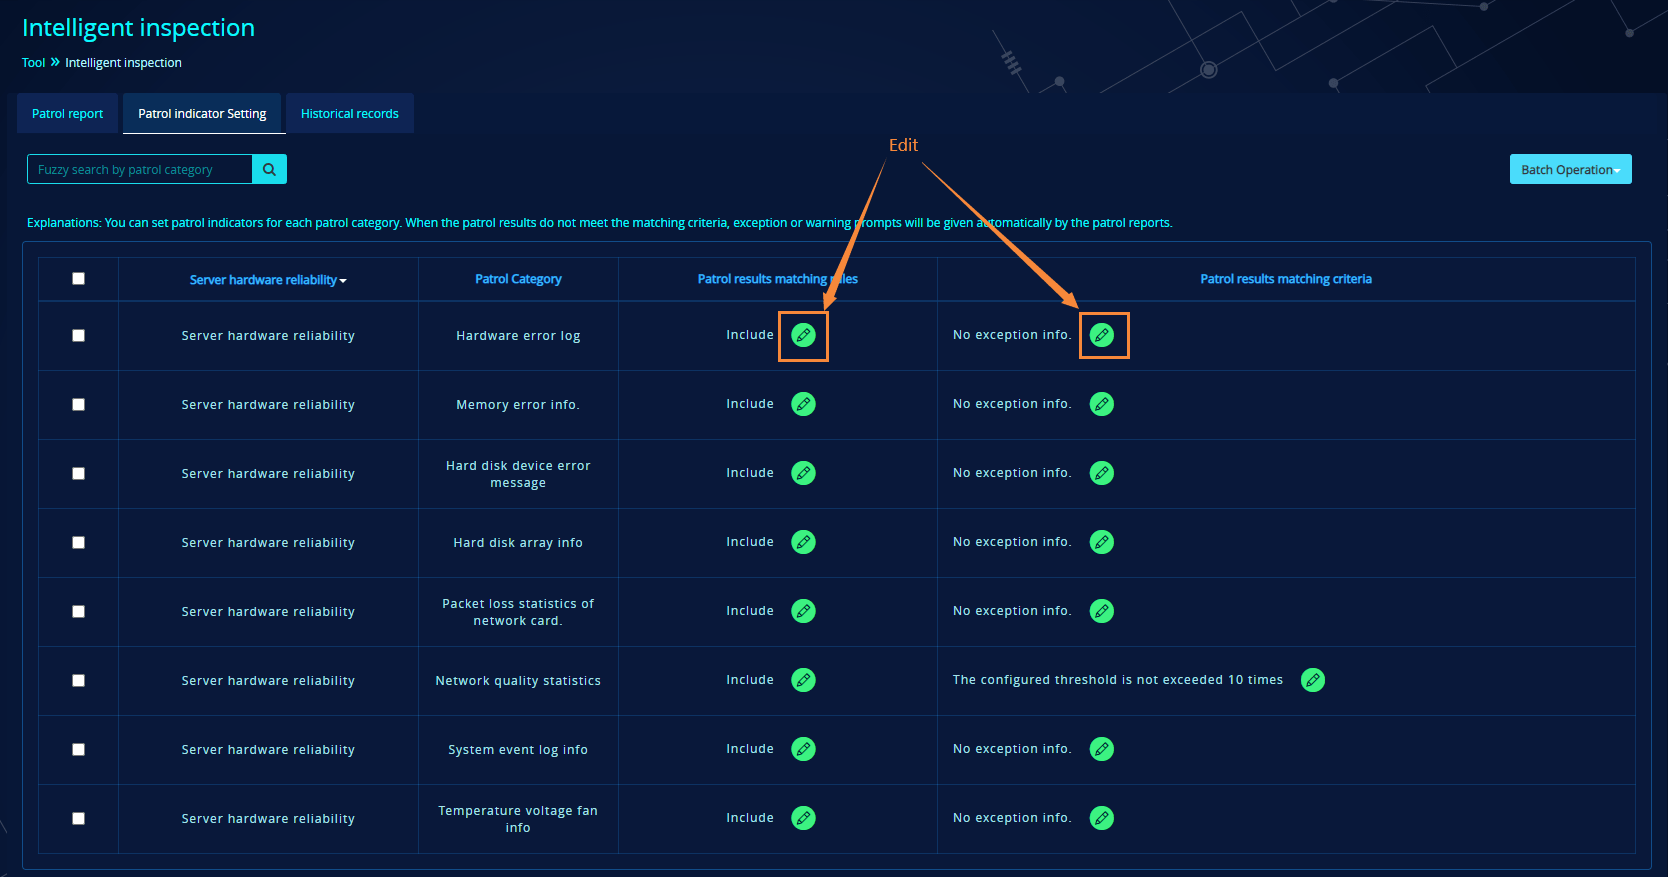 Intelligent inspection
Tool » Intelligent inspection
Patrol report
Patrol indicator Setting
Historical records
Edit
Fuzzy search by patrol category
Batch Operation
Explanations: You can set patrol indicators for each patrol category. When the patrol results do not meet the matching criteria, exception or warning prompts will be given automatically by the patrol reports.
Server hardware reliability
Patrol Category
Patrol results matching rules
Patrol results matching criteria
Server hardware reliability
Hardware error log
Include
No exception info.
Server hardware reliability
Memory error info.
Include
No exception info.
Server hardware reliability
Hard disk device error
message
Include
No exception info.
Server hardware reliability
Hard disk array info
Include
No exception info.
Server hardware reliability
Packet loss statistics of
network card.
Include
No exception info.
Server hardware reliability
Network quality statistics
Include
The configured threshold is not exceeded 10 times
Server hardware reliability
System event log info
Include
No exception info.
Server hardware reliability
Temperature voltage fan
info
Include
No exception info.